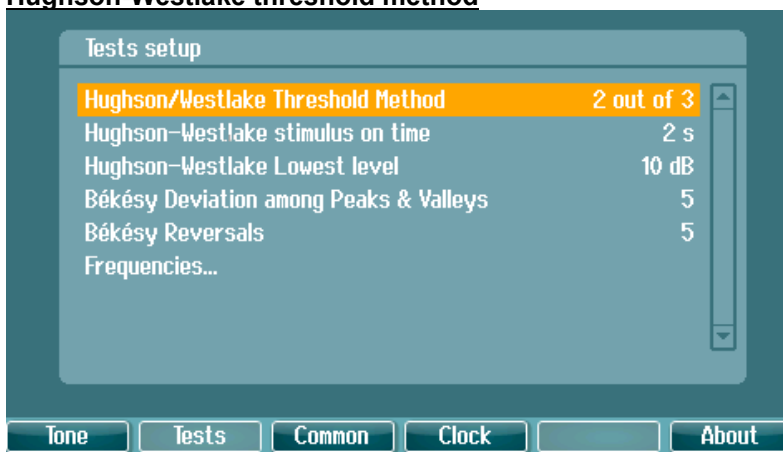 Hughson-Westlake threshold method
Tests setup
Hughson/Westlake Threshold Method 2 out of 3
Hughson-Westlake stimulus on time 2 s
Hughson-Westlake Lowest level 10 dB
Békésy Deviation among Peaks & Valleys 5
Békésy Reversals 5
Frequencies...
Tone Tests Common Clock About